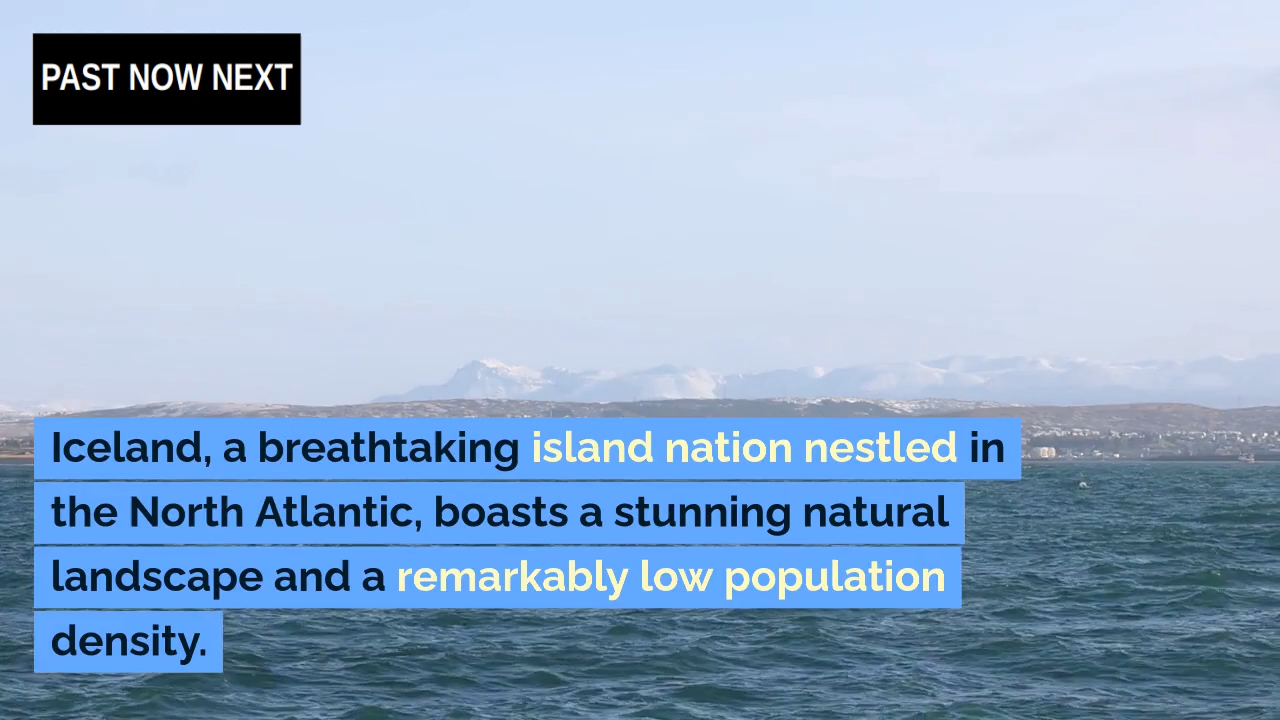 PAST NOW NEXT
Iceland, a breathtaking island nation nestled in
the North Atlantic, boasts a stunning natural
landscape and a remarkably low population
density.